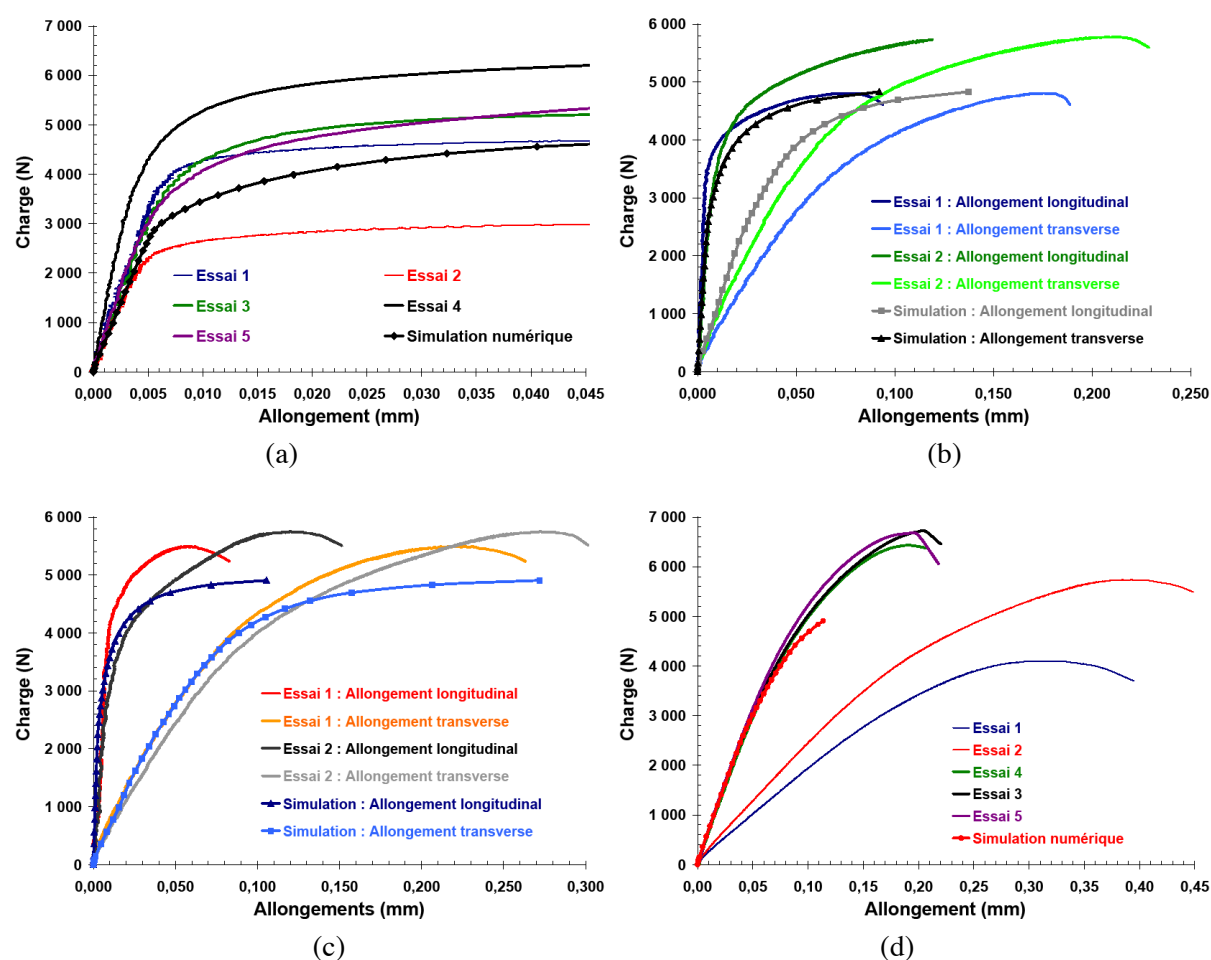 7 000
6 000
5 000
4 000
3 000
2 000
1 000
0
Charge (N)
Essai 1
Essai 2
Essai 3
Essai 4
Essai 5
Simulation numérique
0,000 0,005 0,010 0,015 0,020 0,025 0,030 0,035 0,040 0,045
Allongement (mm)
(a)
6 000
5 000
4 000
3 000
2 000
1 000
0
Charge (N)
Essai 1 : Allongement longitudinal
Essai 1 : Allongement transverse
Essai 2 : Allongement longitudinal
Essai 2 : Allongement transverse
Simulation : Allongement longitudinal
Simulation : Allongement transverse
0,000 0,050 0,100 0,150 0,200 0,250
Allongements (mm)
(b)
6 000
5 000
4 000
3 000
2 000
1 000
0
Charge (N)
Essai 1 : Allongement longitudinal
Essai 1 : Allongement transverse
Essai 2 : Allongement longitudinal
Essai 2 : Allongement transverse
Simulation : Allongement longitudinal
Simulation : Allongement transverse
0,000 0,050 0,100 0,150 0,200 0,250 0,300
Allongements (mm)
(c)
7 000
6 000
5 000
4 000
3 000
2 000
1 000
0
Charge (N)
Essai 1
Essai 2
Essai 4
Essai 3
Essai 5
Simulation numérique
0,00 0,05 0,10 0,15 0,20 0,25 0,30 0,35 0,40 0,45
Allongement (mm)
(d)